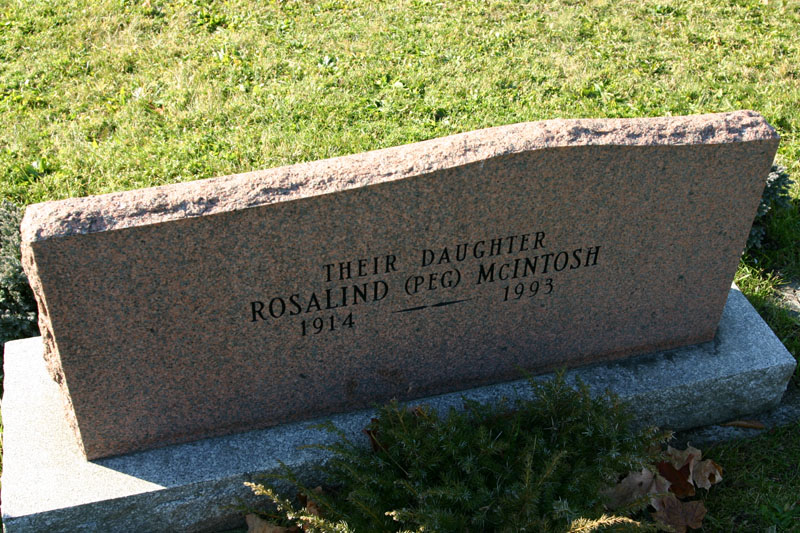 THEIR DAUGHTER
ROSALIND (PEG) MCINTOSH
1914 — 1993